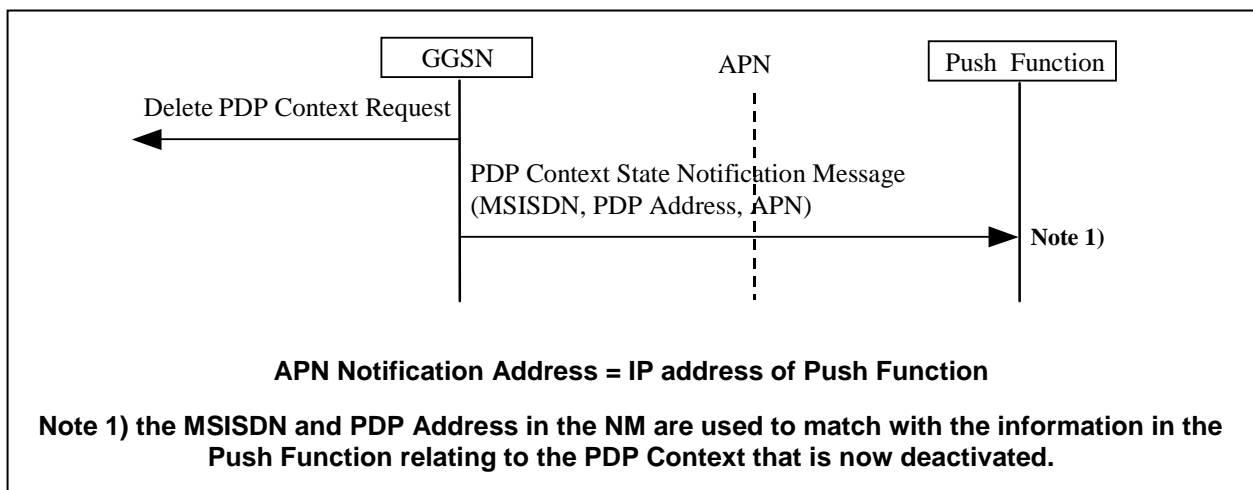 GGSN
APN
Push Function
Delete PDP Context Request
PDP Context State Notification Message
(MSISDN, PDP Address, APN)
Note 1)
APN Notification Address = IP address of Push Function
Note 1) the MSISDN and PDP Address in the NM are used to match with the information in the
Push Function relating to the PDP Context that is now deactivated.